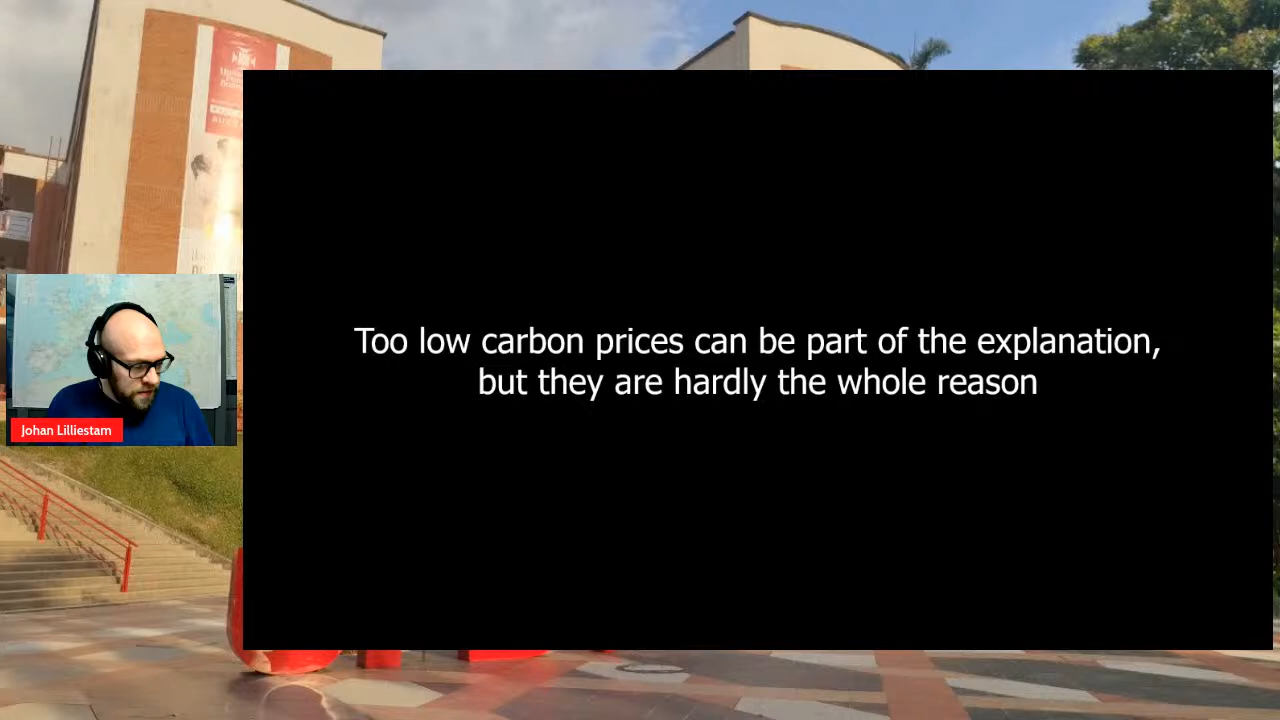 Too low carbon prices can be part of the explanation,
but they are hardly the whole reason
Johan Lilliestam